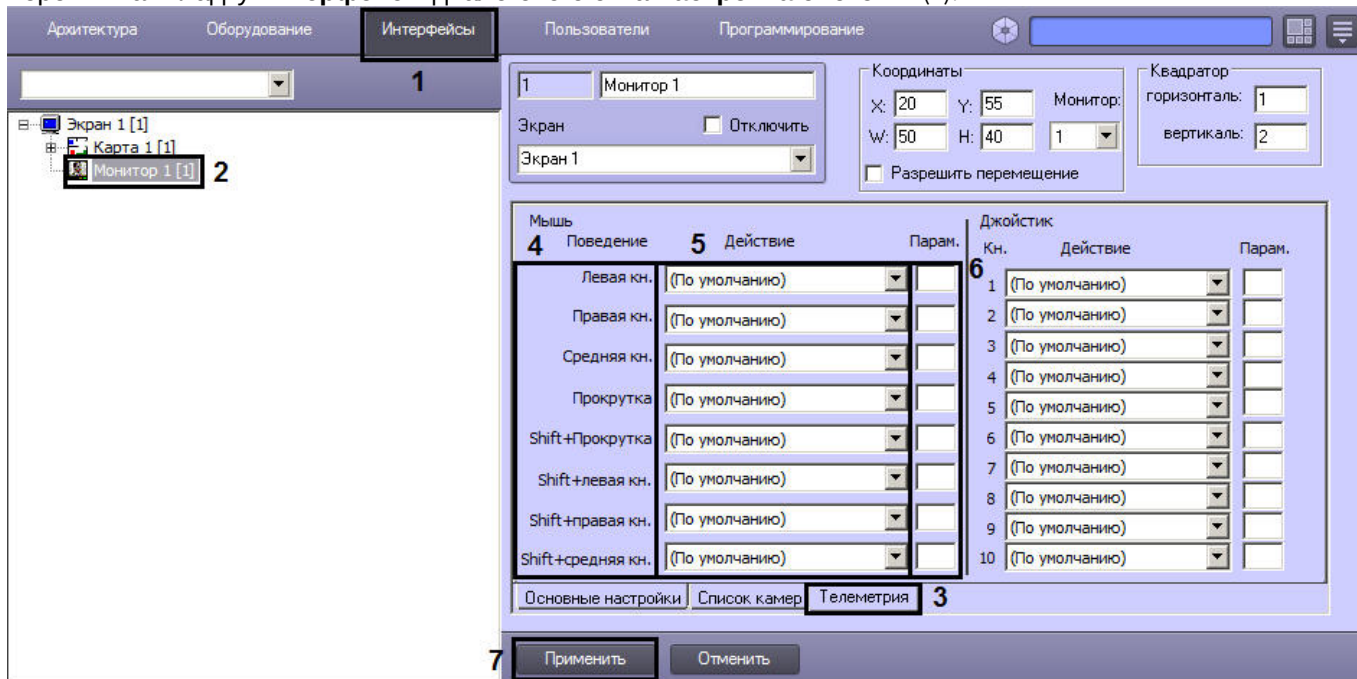 Архитектура Оборудование Интерфейсы Пользователи Программирование
1
Экран 1 [1]
Карта 1 [1]
Монитор 1 [1] 2
1 Монитор 1
Экран Отключить
Экран 1
Координаты
X: 20 Y: 55 Монитор:
W: 50 H: 40 1
Разрешить перемещение
Квадратор
горизонталь: 1
вертикаль: 2
Мышь
4 Поведение 5 Действие Парам.
Левая кн. (По умолчанию)
Правая кн. (По умолчанию)
Средняя кн. (По умолчанию)
Прокрутка (По умолчанию)
Shift+Прокрутка (По умолчанию)
Shift+левая кн. (По умолчанию)
Shift+правая кн. (По умолчанию)
Shift+средняя кн. (По умолчанию)
Джойстик
Кн. Действие Парам.
6
1 (По умолчанию)
2 (По умолчанию)
3 (По умолчанию)
4 (По умолчанию)
5 (По умолчанию)
6 (По умолчанию)
7 (По умолчанию)
8 (По умолчанию)
9 (По умолчанию)
10 (По умолчанию)
Основные настройки Список камер Телеметрия 3
7 Применить Отменить